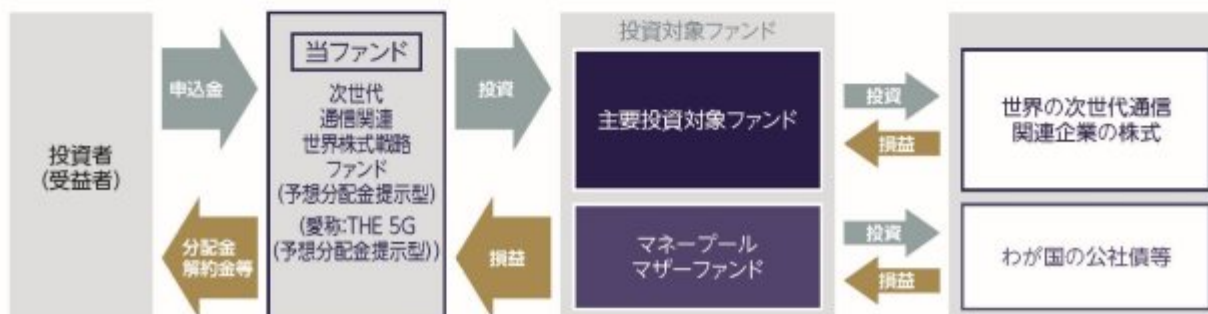 投資者
(受益者)
申込金
分配金
解約金等
当ファンド
次世代
通信関連
世界株式戦略
ファンド
(予想分配金提示型)
(愛称:THE 5G
(予想分配金提示型))
投資
損益
投資対象ファンド
主要投資対象ファンド
マネープール
マザーファンド
投資
損益
投資
損益
世界の次世代通信
関連企業の株式
わが国の公社債等